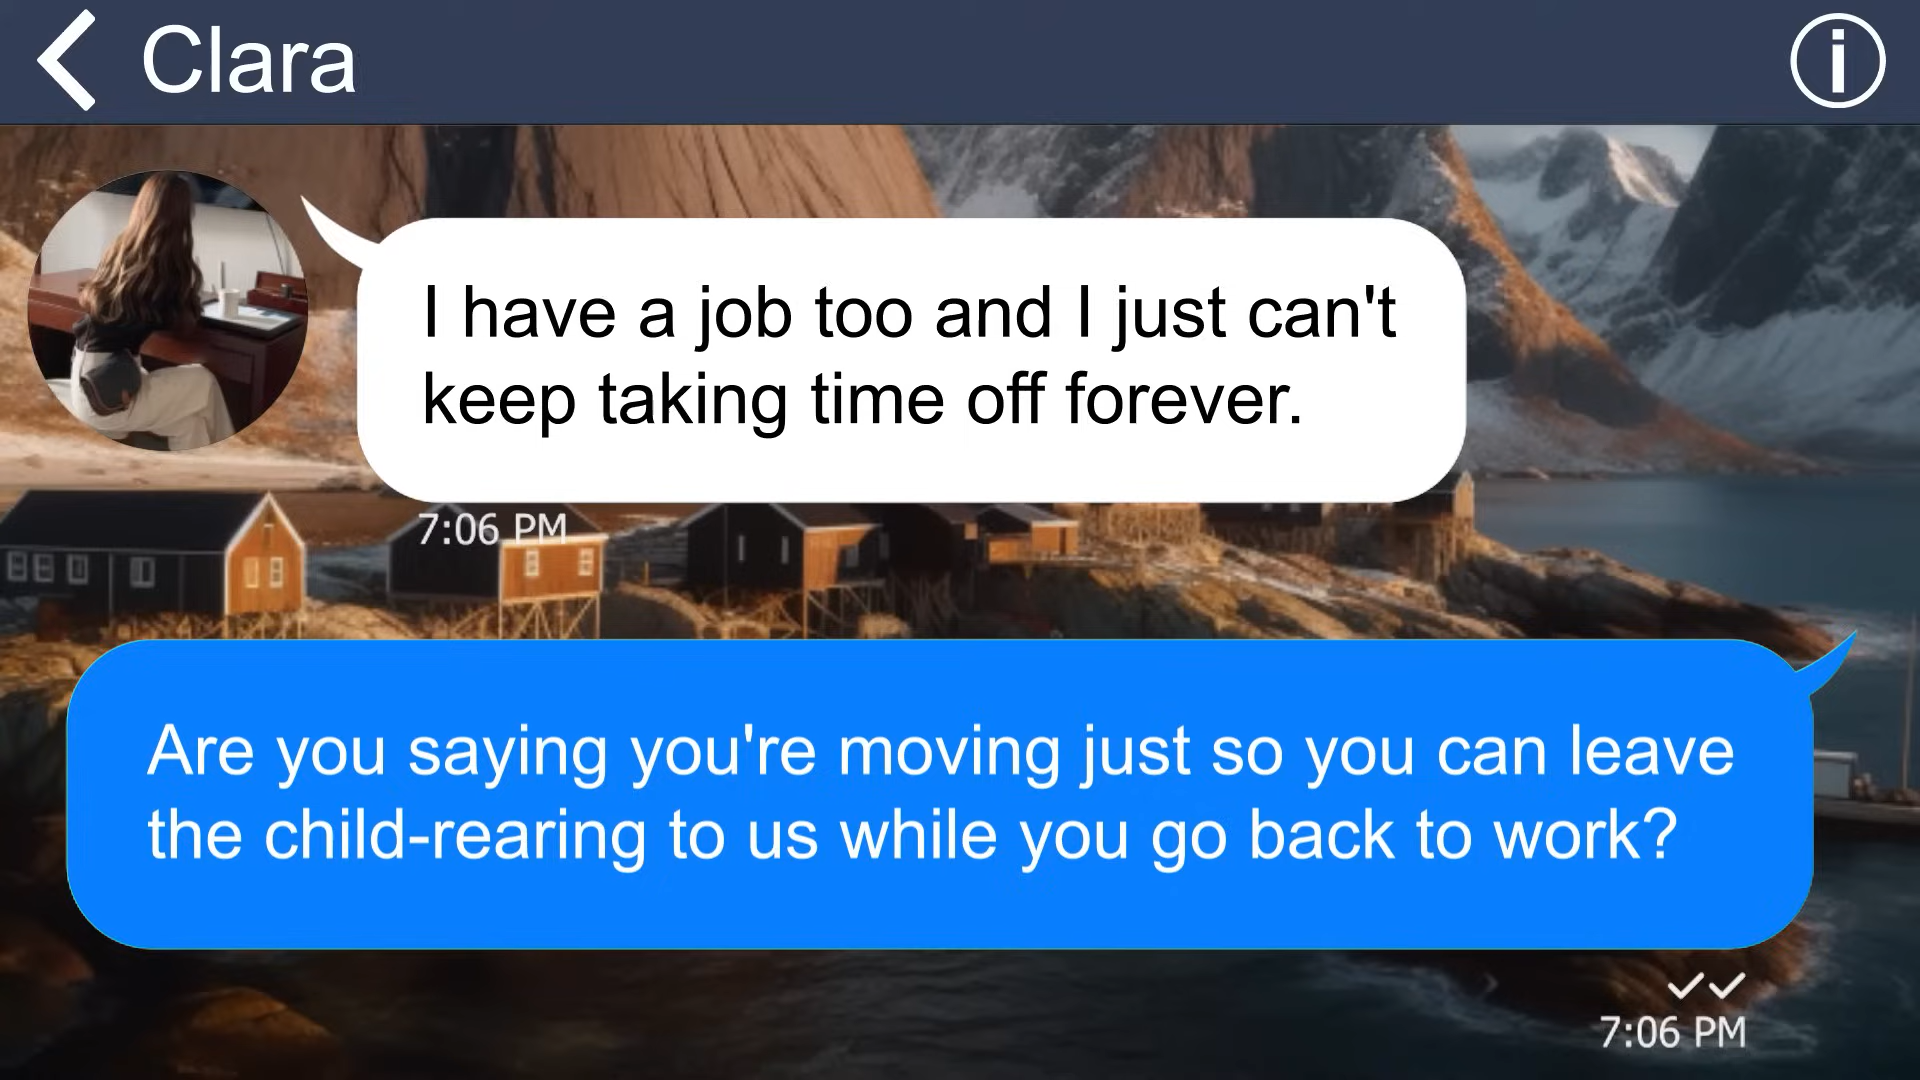 Clara
I have a job too and I just can't
keep taking time off forever.
7:06 PM
Are you saying you're moving just so you can leave
the child-rearing to us while you go back to work?
7:06 PM